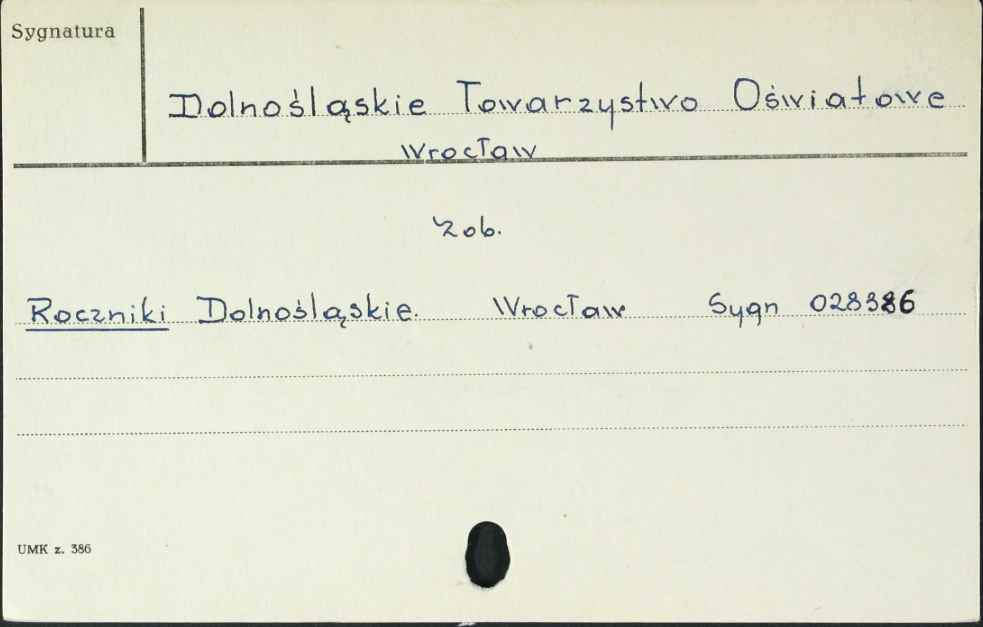 Sygnatura
Dolnośląskie Towarzystwo Oświatowe
Wrocław
Zob.
Roczniki Dolnośląskie. Wrocław Sygn 028386
UMK z. 386